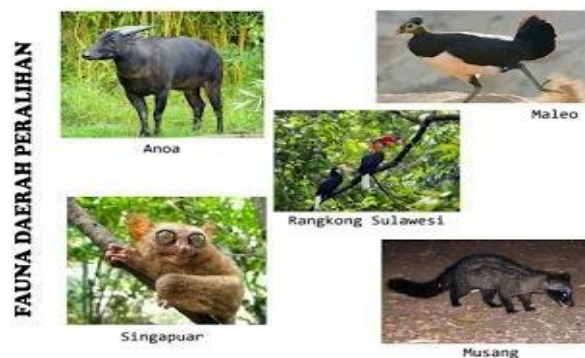 FAUNA DAERAH PERALIHAN
Anoa
Maleo
Rangkong Sulawesi
Singapuar
Musang